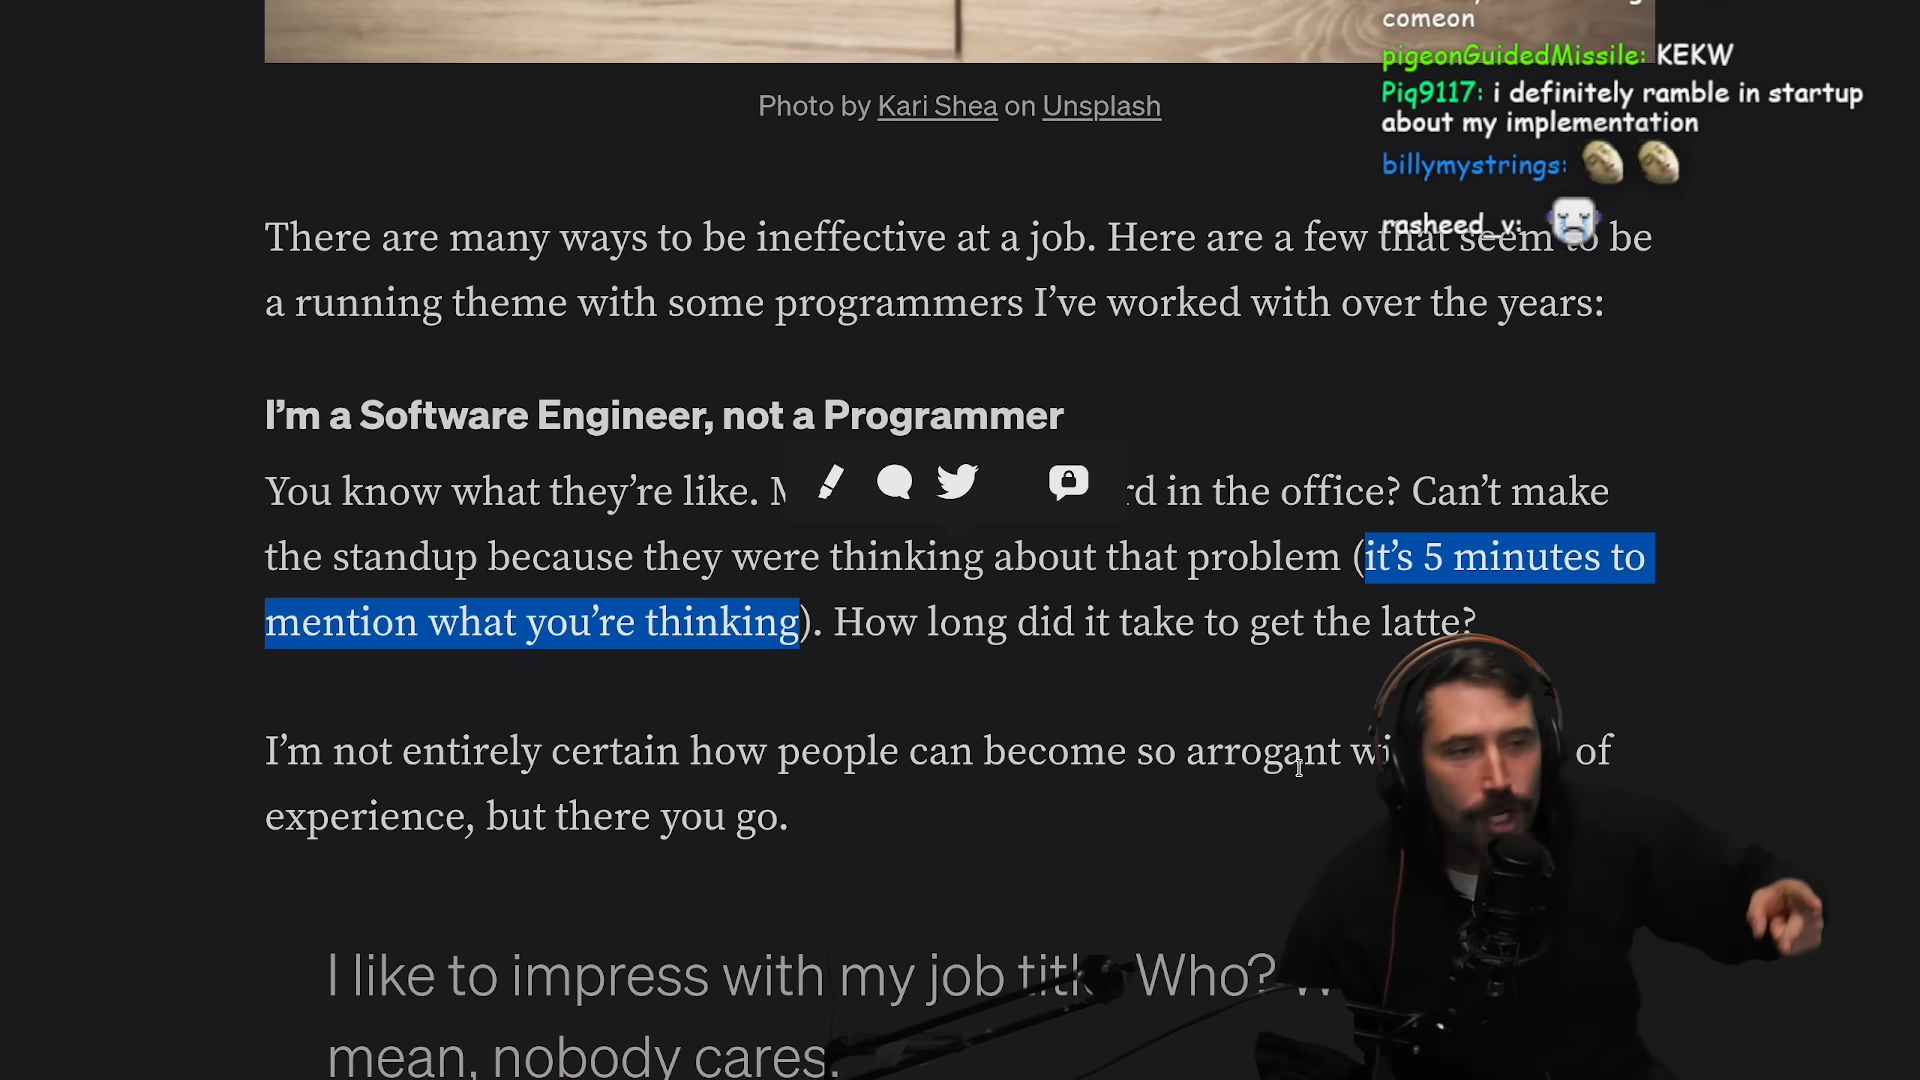 comeon
pigeonGuidedMissile: KEKW
Piq9117: i definitely ramble in startup
about my implementation
billymystrings:
rasheed_v:
Photo by Kari Shea on Unsplash
There are many ways to be ineffective at a job. Here are a few that seem to be
a running theme with some programmers I've worked with over the years:
I'm a Software Engineer, not a Programmer
You know what they're like. in the office? Can't make
the standup because they were thinking about that problem (it's 5 minutes to
mention what you're thinking). How long did it take to get the latte?
I'm not entirely certain how people can become so arrogant of
experience, but there you go.
I like to impress with my job Who?
mean, nobody cares.